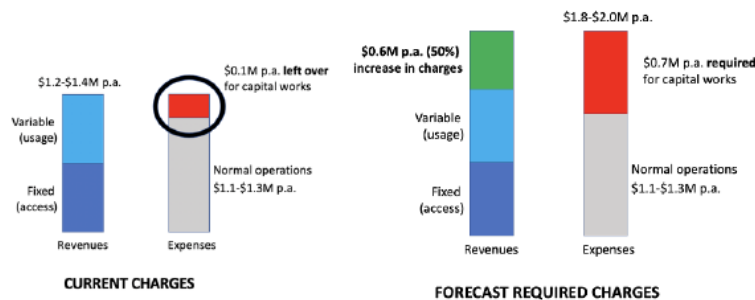 $1.2-$1.4M p.a.
Variable
(usage)
Fixed
(access)
Revenues
$0.1M p.a. left over
for capital works
Normal operations
$1.1-$1.3M p.a.
Expenses
CURRENT CHARGES
$0.6M p.a. (50%)
increase in charges
Variable
(usage)
Fixed
(access)
Revenues
$1.8-$2.0M p.a.
$0.7M p.a. required
for capital works
Normal operations
$1.1-$1.3M p.a.
Expenses
FORECAST REQUIRED CHARGES